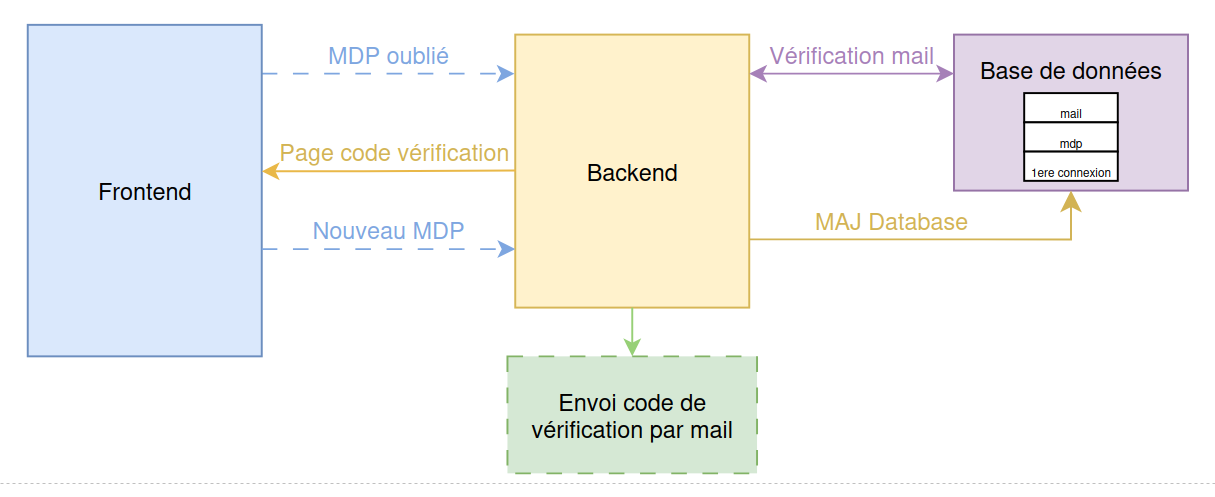 MDP oublié
Vérification mail
Base de données
mail
mdp
1ere connexion
Page code vérification
Frontend
Backend
Nouveau MDP
MAJ Database
Envoi code de
vérification par mail